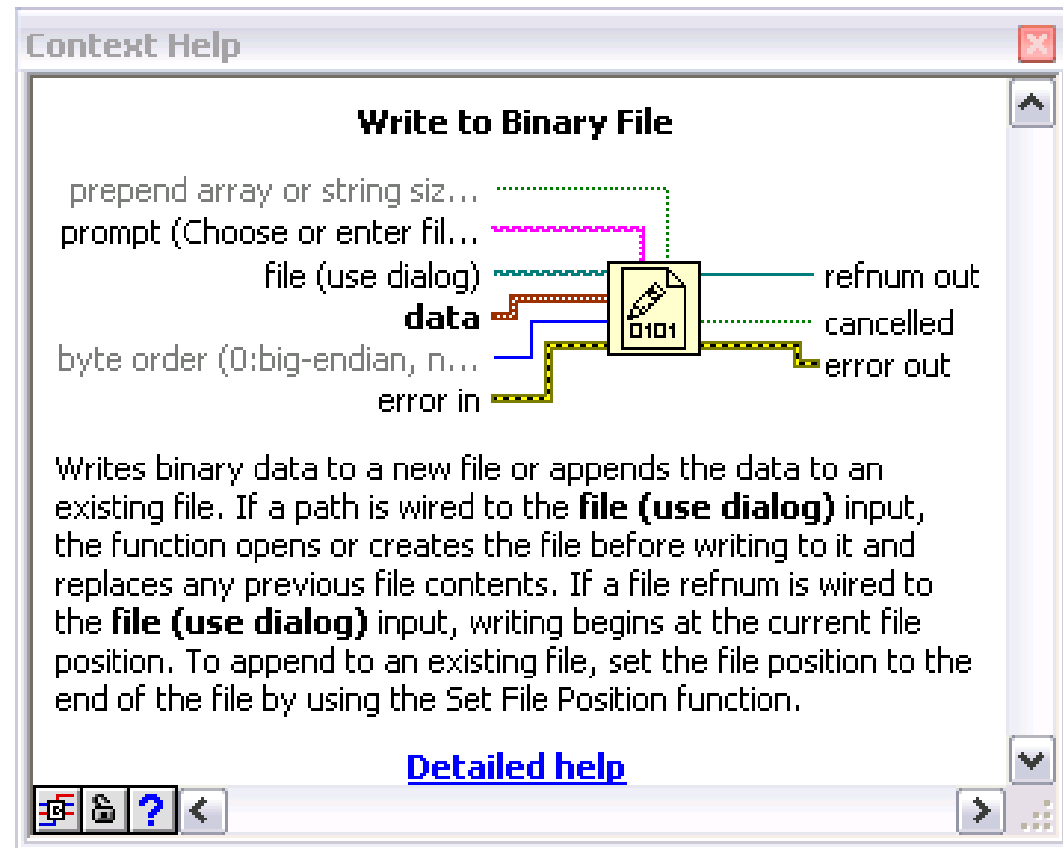 Context Help
Write to Binary File
prepend array or string siz...
prompt (Choose or enter fil...
file (use dialog)
data
byte order (0:big-endian, n...
error in
0101
refnum out
cancelled
error out
Writes binary data to a new file or appends the data to an
existing file. If a path is wired to the file (use dialog) input,
the function opens or creates the file before writing to it and
replaces any previous file contents. If a file refnum is wired to
the file (use dialog) input, writing begins at the current file
position. To append to an existing file, set the file position to the
end of the file by using the Set File Position function.
Detailed help
?